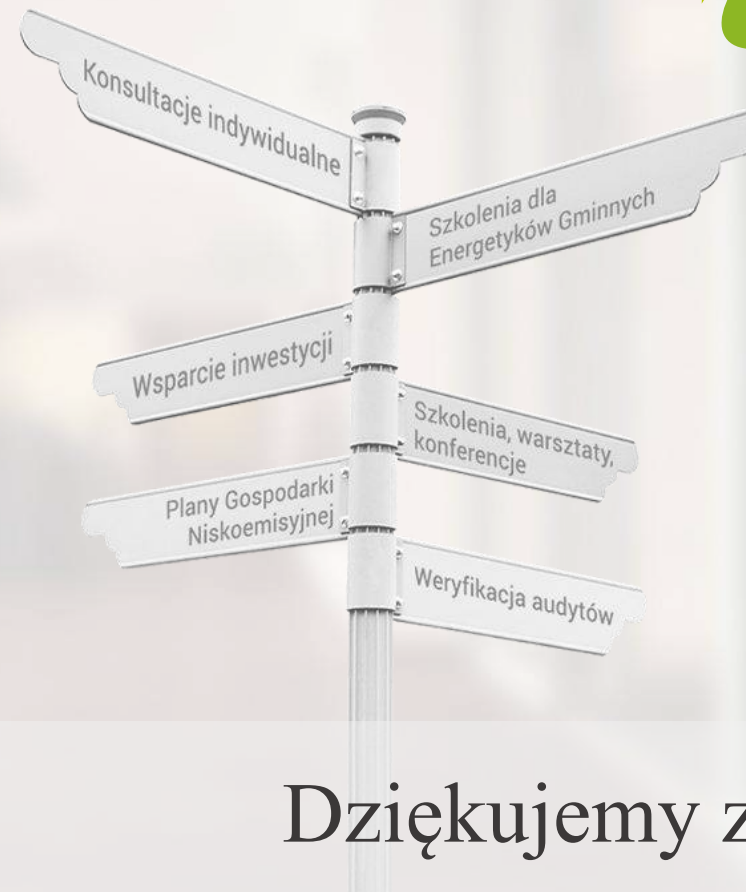 Konsultacje indywidualne
Szkolenia dla
Energetyków Gminnych
Wsparcie inwestycji
Szkolenia, warsztaty,
konferencje
Plany Gospodarki
Niskoemisyjnej
Weryfikacja audytów
Dziękujemy z